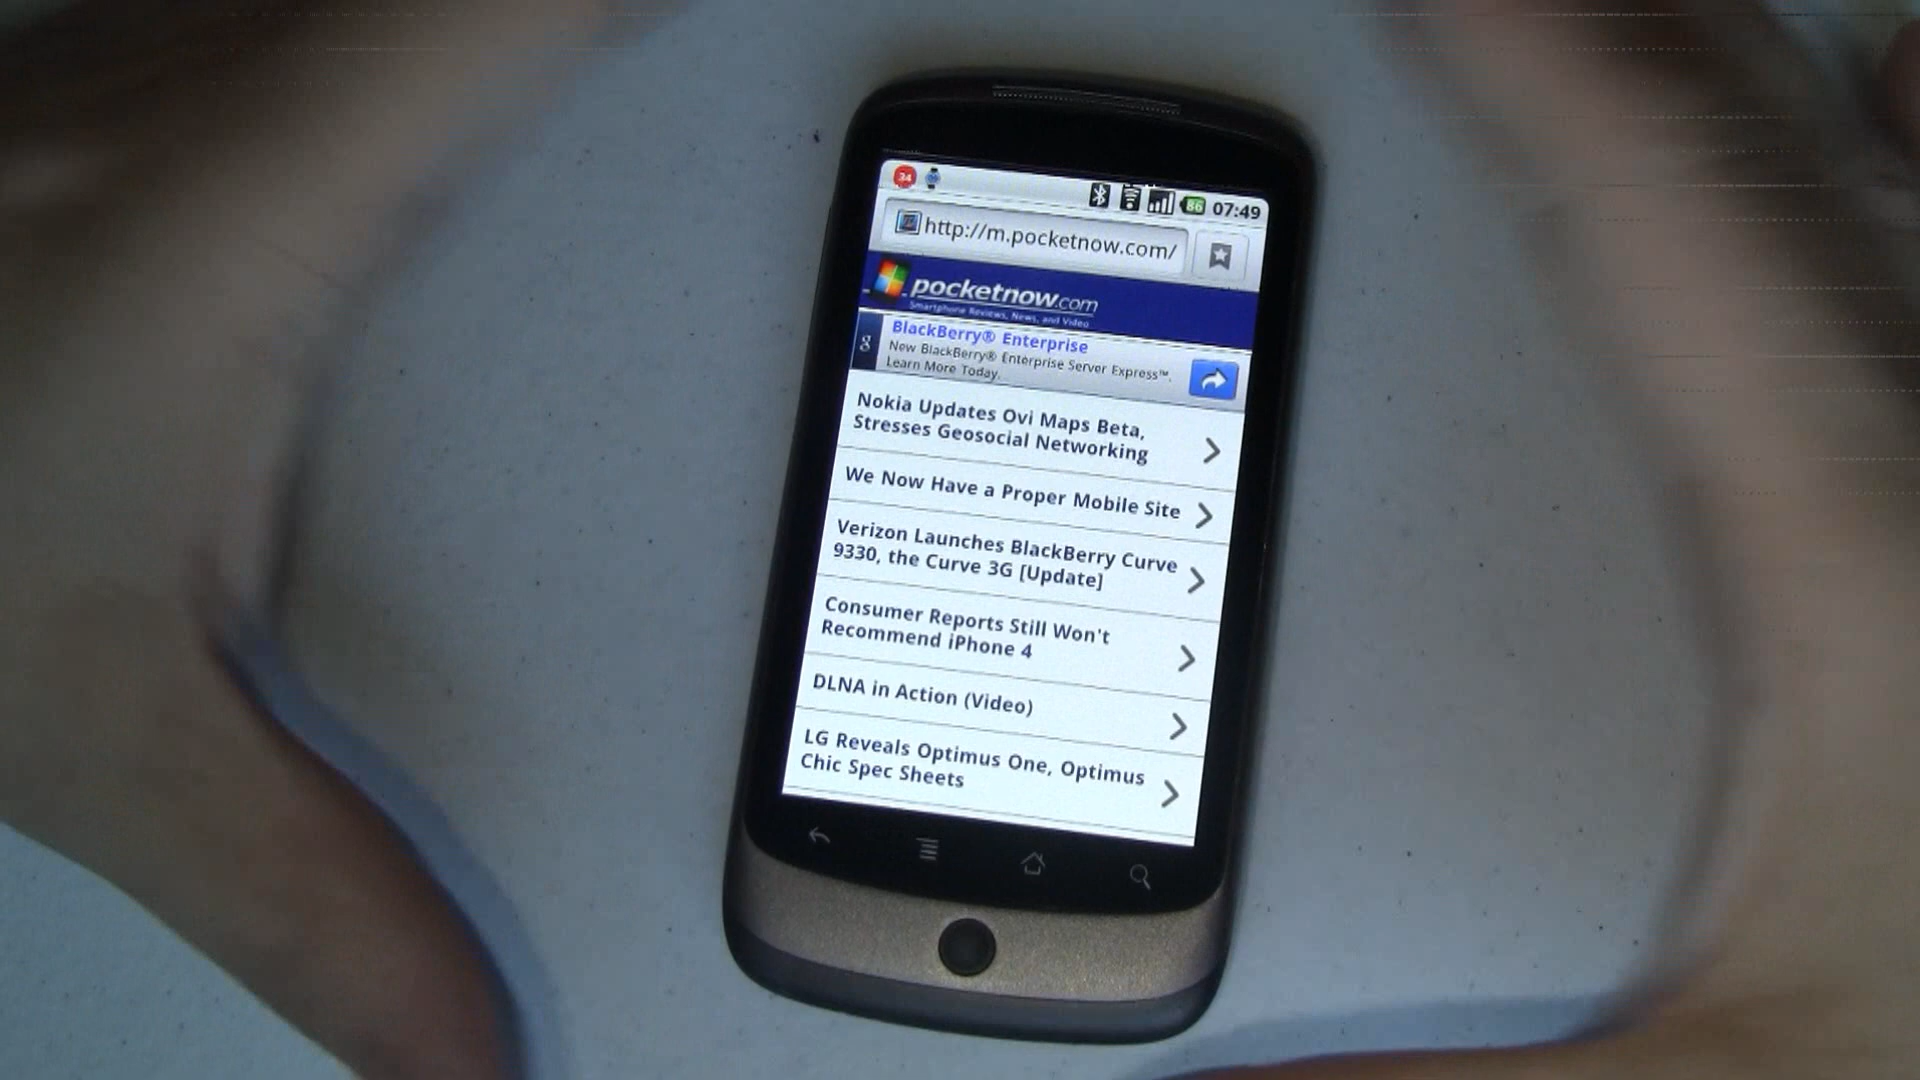 34
86 07:49
http://m.pocketnow.com/
pocketnow.com
Smartphone Reviews, News, and Video
g
BlackBerry® Enterprise
New BlackBerry® Enterprise Server Express™.
Learn More Today.
Nokia Updates Ovi Maps Beta,
Stresses Geosocial Networking
We Now Have a Proper Mobile Site
Verizon Launches BlackBerry Curve
9330, the Curve 3G [Update]
Consumer Reports Still Won't
Recommend iPhone 4
DLNA in Action (Video)
LG Reveals Optimus One, Optimus
Chic Spec Sheets